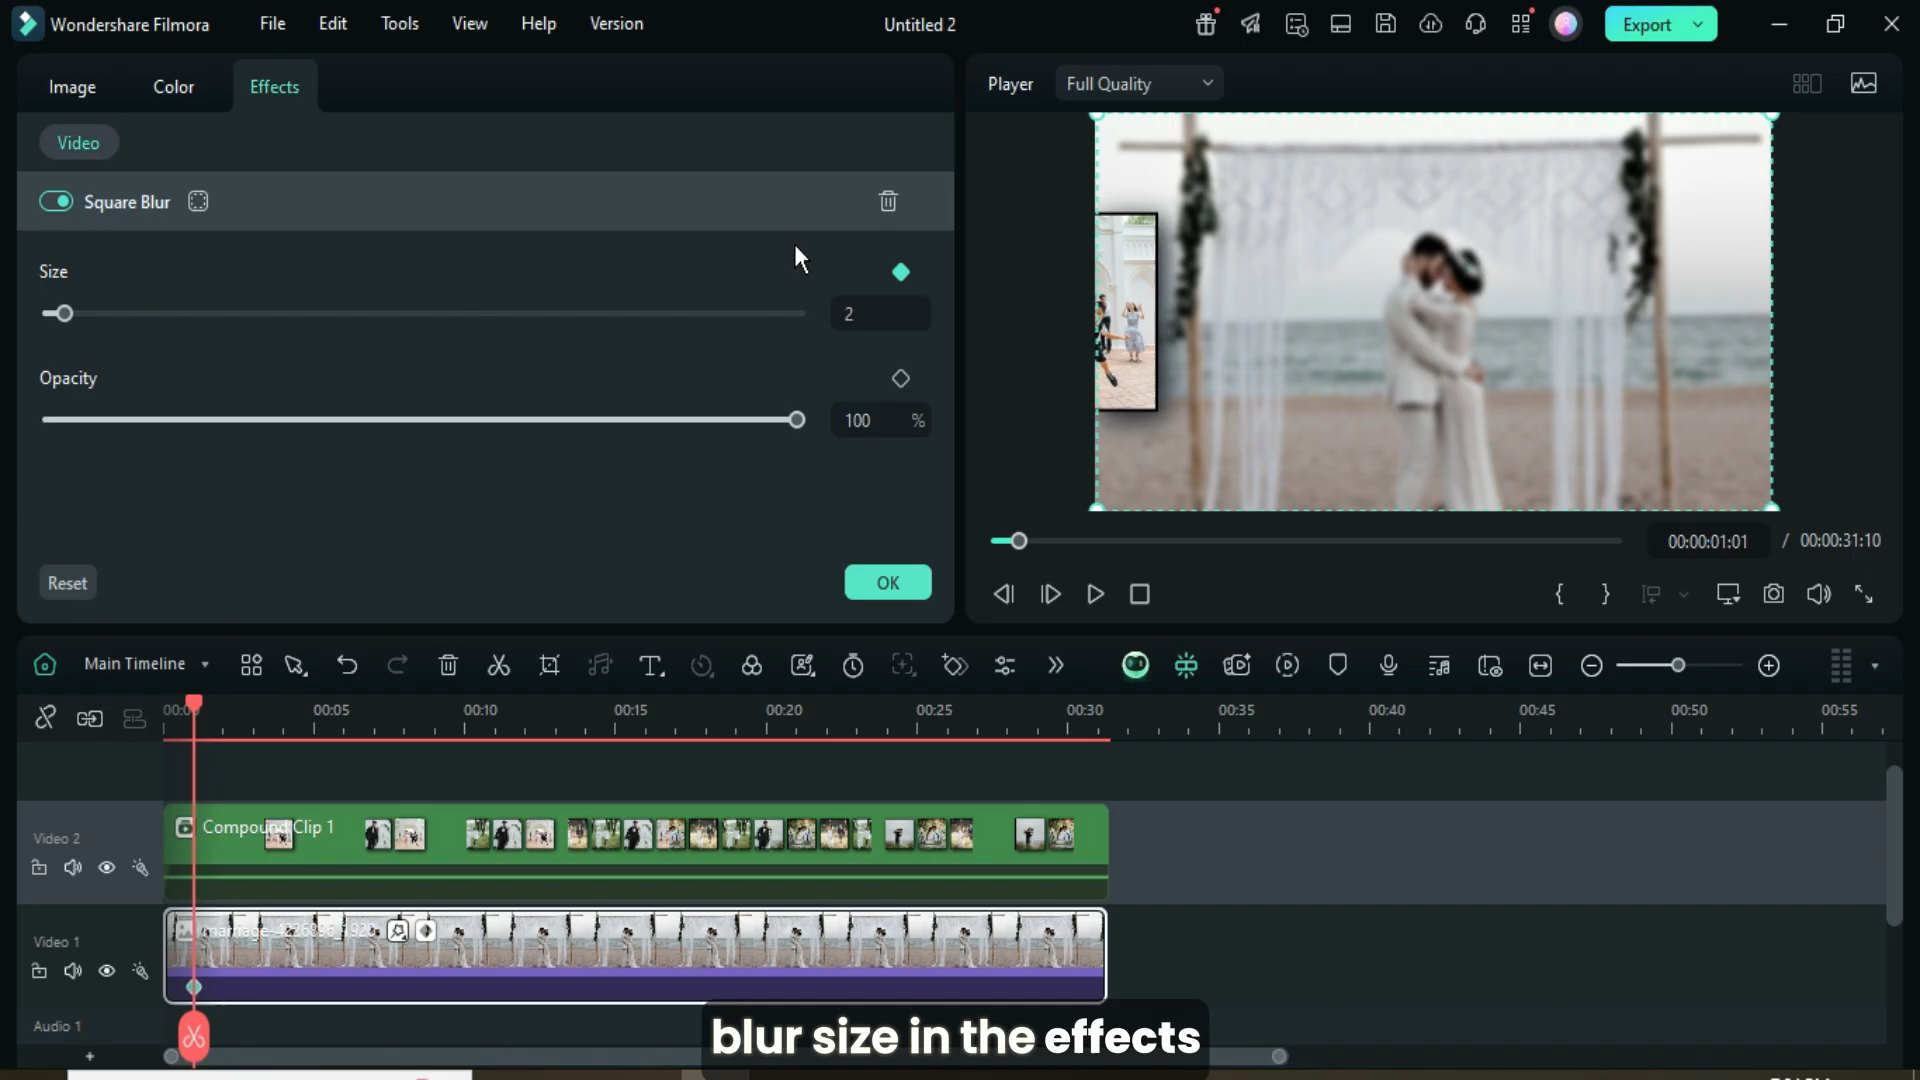 Wondershare Filmora
File
Edit
Tools
View
Help
Version
Untitled 2
Export
Image
Color
Effects
Player
Full Quality
Video
Square Blur
Size
2
Opacity
100 %
Reset
OK
00:00:01:01 / 00:00:31:10
Main Timeline
00:05
00:10
00:15
00:20
00:25
00:30
00:35
00:40
00:45
00:50
00:55
Video 2
Compound Clip 1
Video 1
marriage-4226896_1920
Audio 1
blur size in the effects